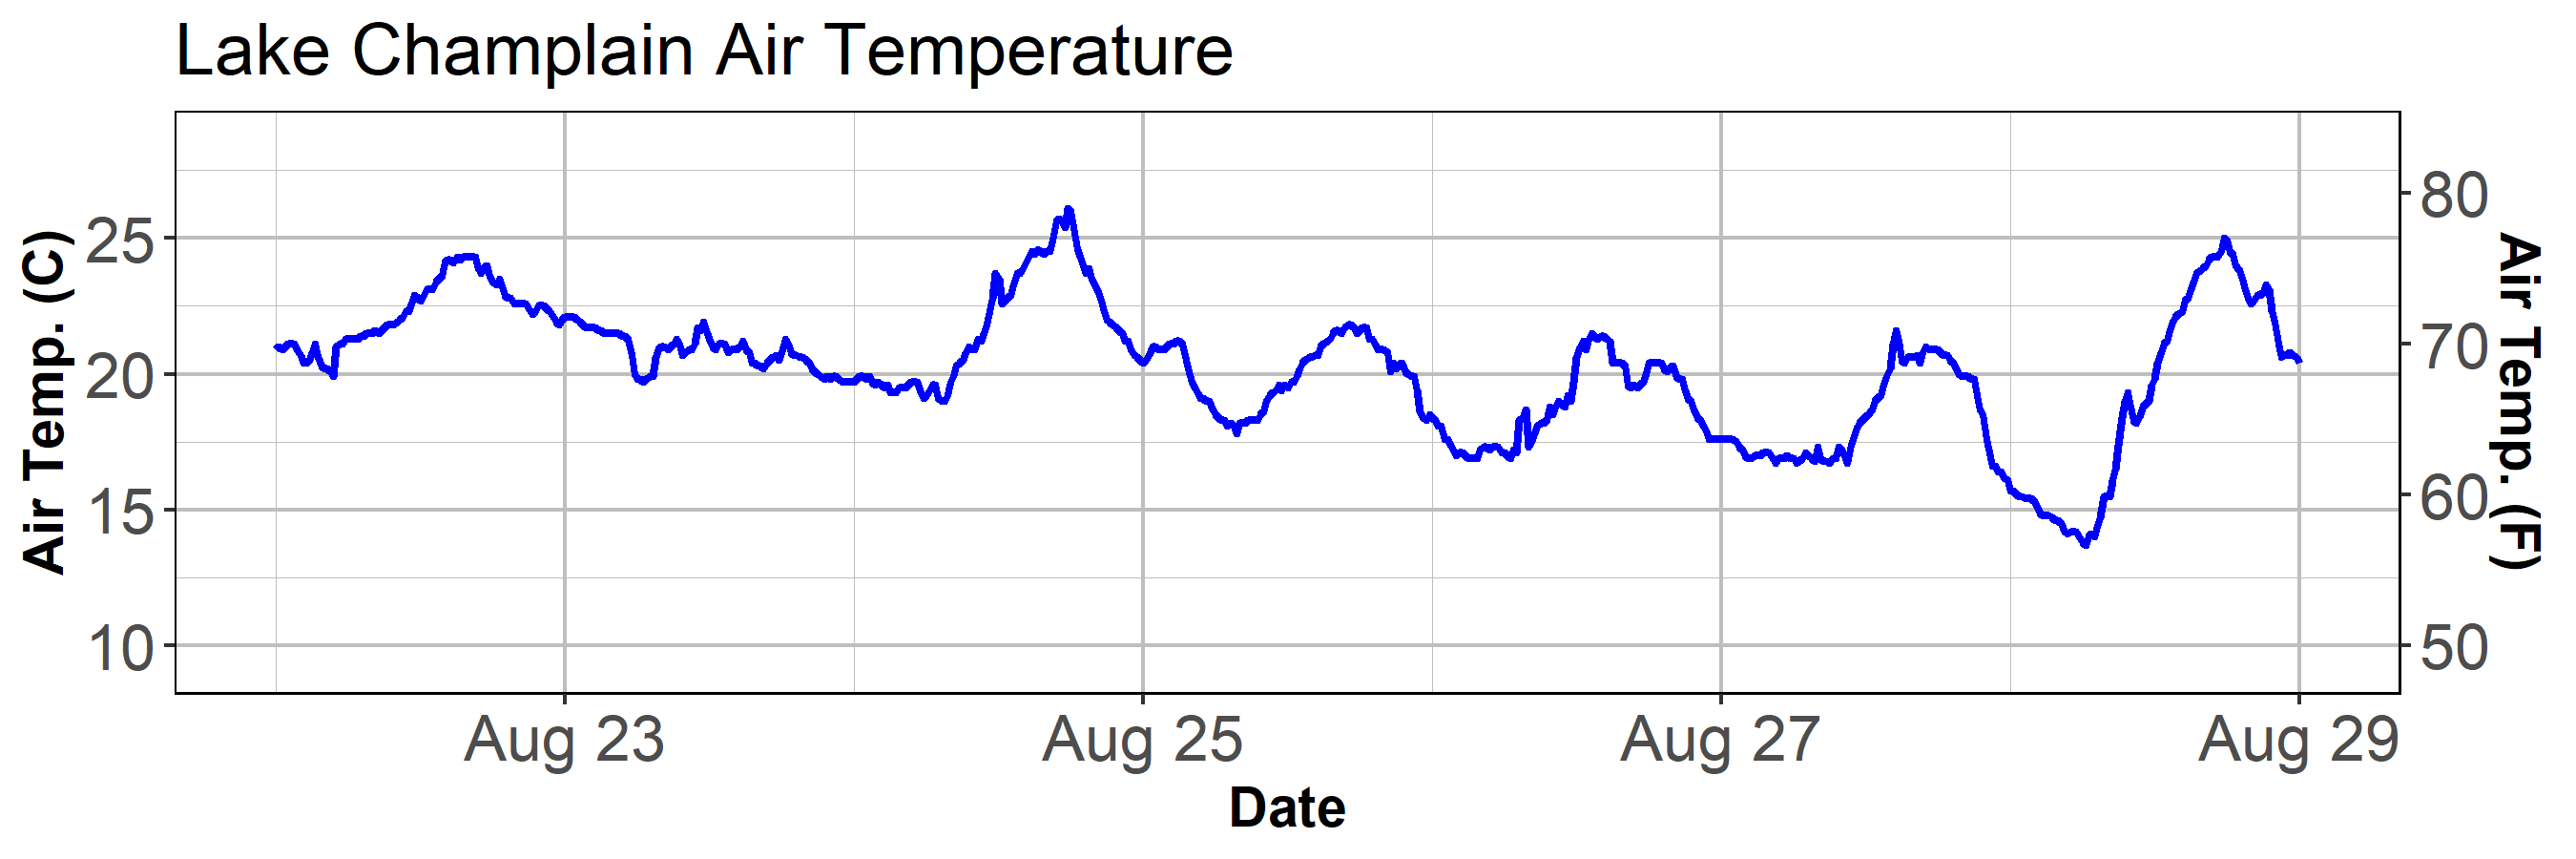 Lake Champlain Air Temperature
Air Temp. (C)
25
20
15
10
80
70
60
50
Air Temp. (F)
Aug 23
Aug 25
Aug 27
Aug 29
Date